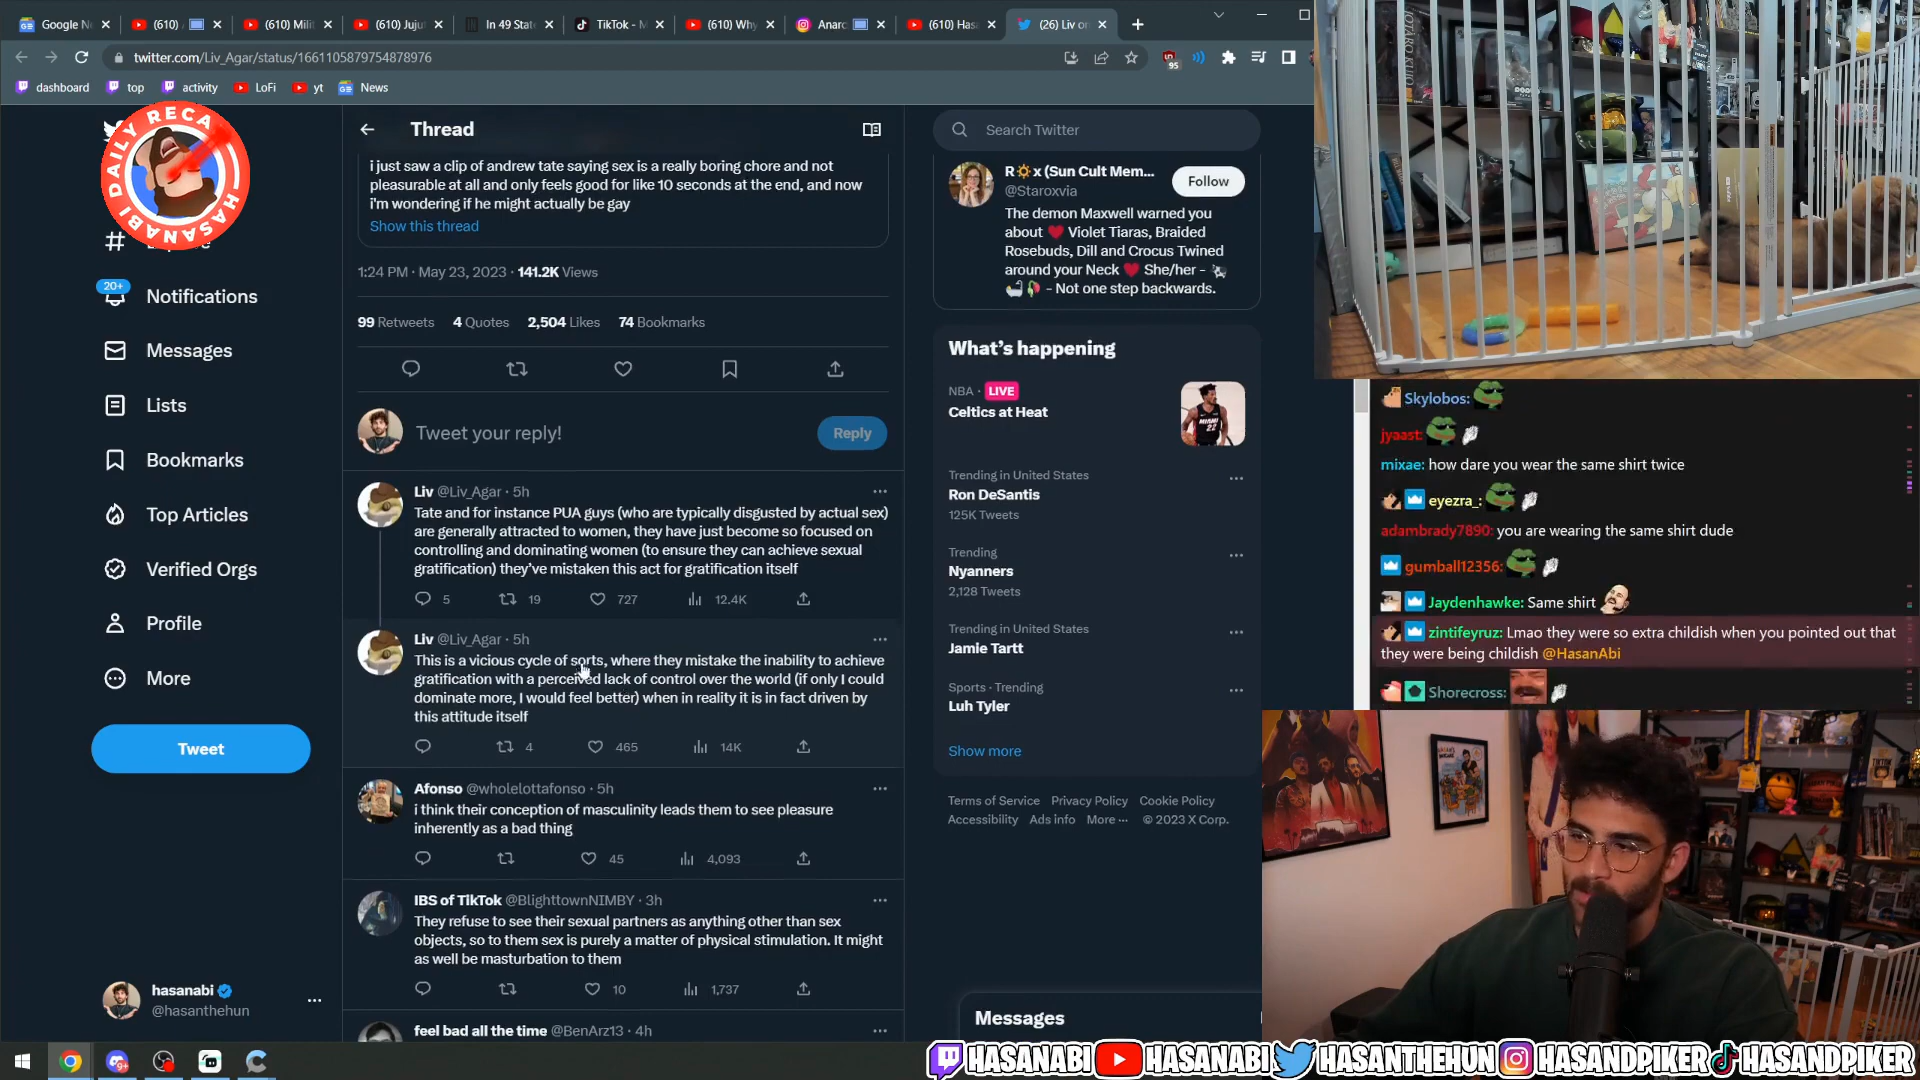 Google N
(610)
(610) Mili
(610) Juju
In 49 State
TikTok - M
(610) Why
Anarc
(610) Has
(26) Liv o
twitter.com/Liv_Agar/status/1661105879754878976
95
dashboard
top
activity
LoFi
yt
News
DAILY RECAP
HASANABI
20+
Notifications
Messages
Lists
Bookmarks
Top Articles
Verified Orgs
Profile
More
Tweet
hasanabi
@hasanthehun
Thread
i just saw a clip of andrew tate saying sex is a really boring chore and not
pleasurable at all and only feels good for like 10 seconds at the end, and now
i'm wondering if he might actually be gay
Show this thread
1:24 PM · May 23, 2023 · 141.2K Views
99 Retweets 4 Quotes 2,504 Likes 74 Bookmarks
Tweet your reply!
Reply
Liv @Liv_Agar · 5h
Tate and for instance PUA guys (who are typically disgusted by actual sex)
are generally attracted to women, they have just become so focused on
controlling and dominating women (to ensure they can achieve sexual
gratification) they've mistaken this act for gratification itself
5 19 727 12.4K
Liv @Liv_Agar · 5h
This is a vicious cycle of sorts, where they mistake the inability to achieve
gratification with a perceived lack of control over the world (if only I could
dominate more, I would feel better) when in reality it is in fact driven by
this attitude itself
4 465 14K
Afonso @wholelottafonso · 5h
i think their conception of masculinity leads them to see pleasure
inherently as a bad thing
45 4,093
IBS of TikTok @BlighttownNIMBY · 3h
They refuse to see their sexual partners as anything other than sex
objects, so to them sex is purely a matter of physical stimulation. It might
as well be masturbation to them
10 1,737
feel bad all the time @BenArz13 · 4h
Search Twitter
R x (Sun Cult Mem...
@Staroxvia
Follow
The demon Maxwell warned you
about Violet Tiaras, Braided
Rosebuds, Dill and Crocus Twined
around your Neck She/her -
- Not one step backwards.
What's happening
NBA · LIVE
Celtics at Heat
Trending in United States
Ron DeSantis
125K Tweets
Trending
Nyanners
2,128 Tweets
Trending in United States
Jamie Tartt
Sports · Trending
Luh Tyler
Show more
Terms of Service Privacy Policy Cookie Policy
Accessibility Ads info More ··· © 2023 X Corp.
Messages
Skylobos:
jyaast:
mixae: how dare you wear the same shirt twice
eyezra_:
adambrady7890: you are wearing the same shirt dude
gumball12356:
Jaydenhawke: Same shirt
zintifeyruz: Lmao they were so extra childish when you pointed out that
they were being childish @HasanAbi
Shorecross:
HASANABI HASANABI HASANTHEHUN HASANDPIKER HASANDPIKER